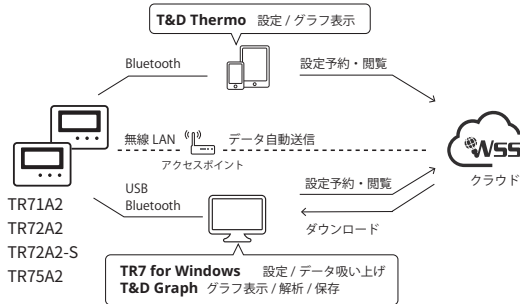 T&D Thermo 設定 / グラフ表示
Bluetooth
設定予約・閲覧
無線 LAN
データ自動送信
アクセスポイント
WSS
クラウド
TR71A2
TR72A2
TR72A2-S
TR75A2
USB
Bluetooth
設定予約・閲覧
ダウンロード
TR7 for Windows 設定 / データ吸い上げ
T&D Graph グラフ表示 / 解析 / 保存